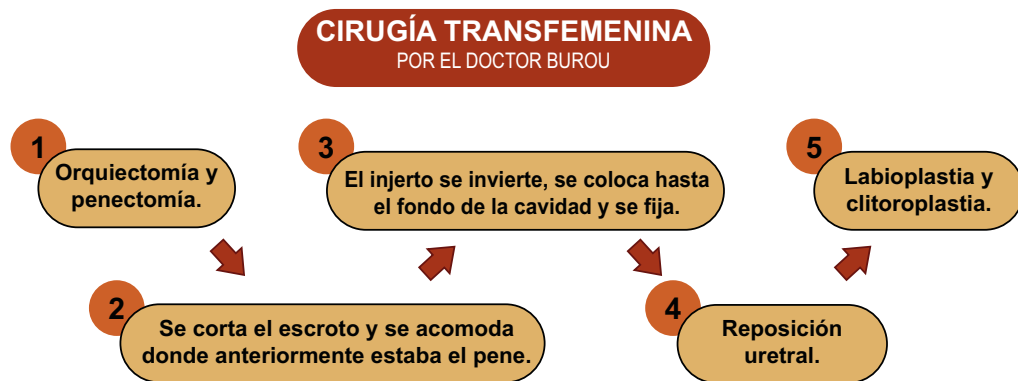 CIRUGÍA TRANSFEMENINA
POR EL DOCTOR BUROU
1
Orquiectomía y
penectomía.
2
Se corta el escroto y se acomoda
donde anteriormente estaba el pene.
3
El injerto se invierte, se coloca hasta
el fondo de la cavidad y se fija.
4
Reposición
uretral.
5
Labioplastia y
clitoroplastia.